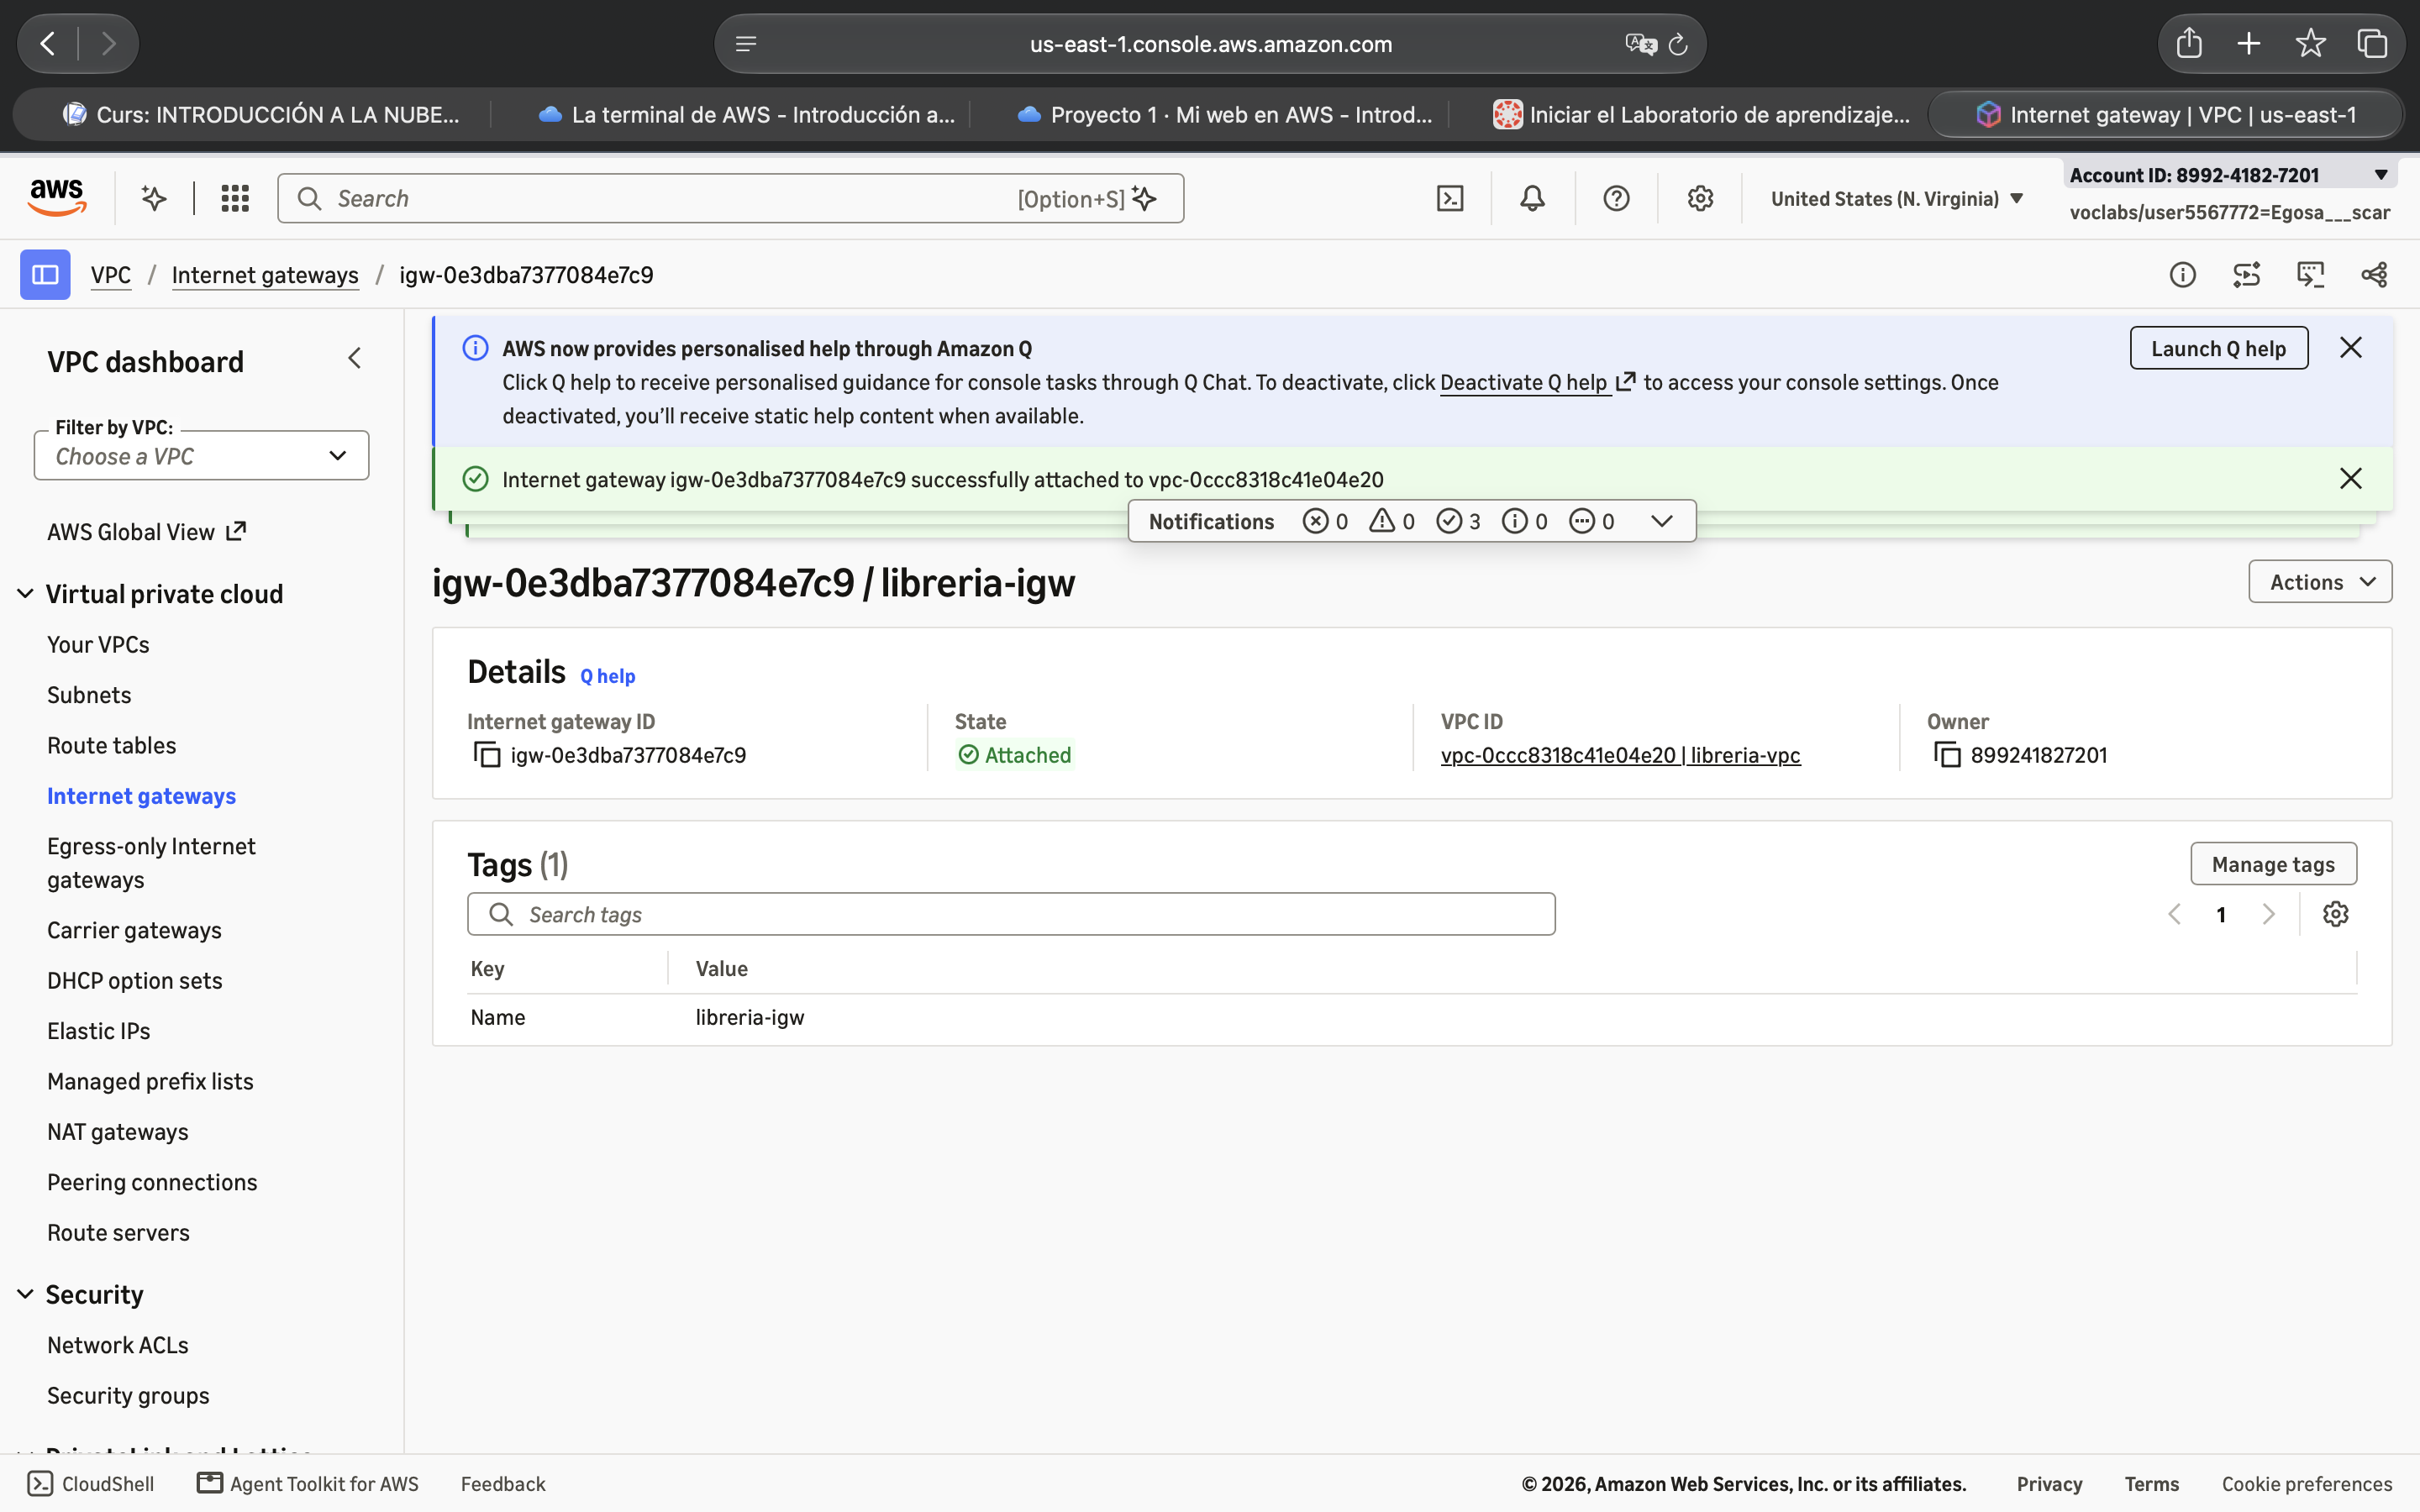 us-east-1.console.aws.amazon.com
Curs: INTRODUCCIÓN A LA NUBE...
La terminal de AWS - Introducción a...
Proyecto 1 · Mi web en AWS - Introd...
Iniciar el Laboratorio de aprendizaje...
Internet gateway | VPC | us-east-1
aws
Search
[Option+S]
United States (N. Virginia)
Account ID: 8992-4182-7201
voclabs/user5567772=Egosa___scar
VPC / Internet gateways / igw-0e3dba7377084e7c9
VPC dashboard
Filter by VPC:
Choose a VPC
AWS Global View
Virtual private cloud
Your VPCs
Subnets
Route tables
Internet gateways
Egress-only Internet
gateways
Carrier gateways
DHCP option sets
Elastic IPs
Managed prefix lists
NAT gateways
Peering connections
Route servers
Security
Network ACLs
Security groups
AWS now provides personalised help through Amazon Q
Click Q help to receive personalised guidance for console tasks through Q Chat. To deactivate, click Deactivate Q help to access your console settings. Once
deactivated, you’ll receive static help content when available.
Launch Q help
Internet gateway igw-0e3dba7377084e7c9 successfully attached to vpc-0ccc8318c41e04e20
Notifications 0 0 3 0 0
igw-0e3dba7377084e7c9 / libreria-igw
Actions
Details Q help
Internet gateway ID
igw-0e3dba7377084e7c9
State
Attached
VPC ID
vpc-0ccc8318c41e04e20 | libreria-vpc
Owner
899241827201
Tags (1)
Manage tags
Search tags
1
Key Value
Name libreria-igw
CloudShell
Agent Toolkit for AWS
Feedback
© 2026, Amazon Web Services, Inc. or its affiliates.
Privacy
Terms
Cookie preferences